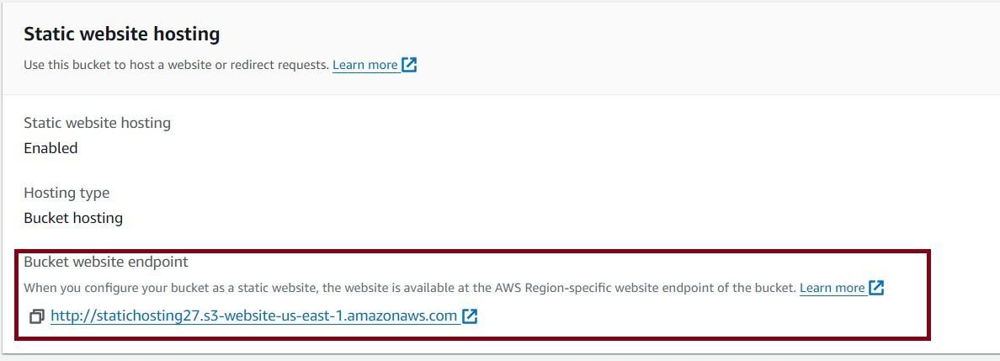 Static website hosting
Use this bucket to host a website or redirect requests. Learn more
Static website hosting
Enabled
Hosting type
Bucket hosting
Bucket website endpoint
When you configure your bucket as a static website, the website is available at the AWS Region-specific website endpoint of the bucket. Learn more
http://statichosting27.s3-website-us-east-1.amazonaws.com